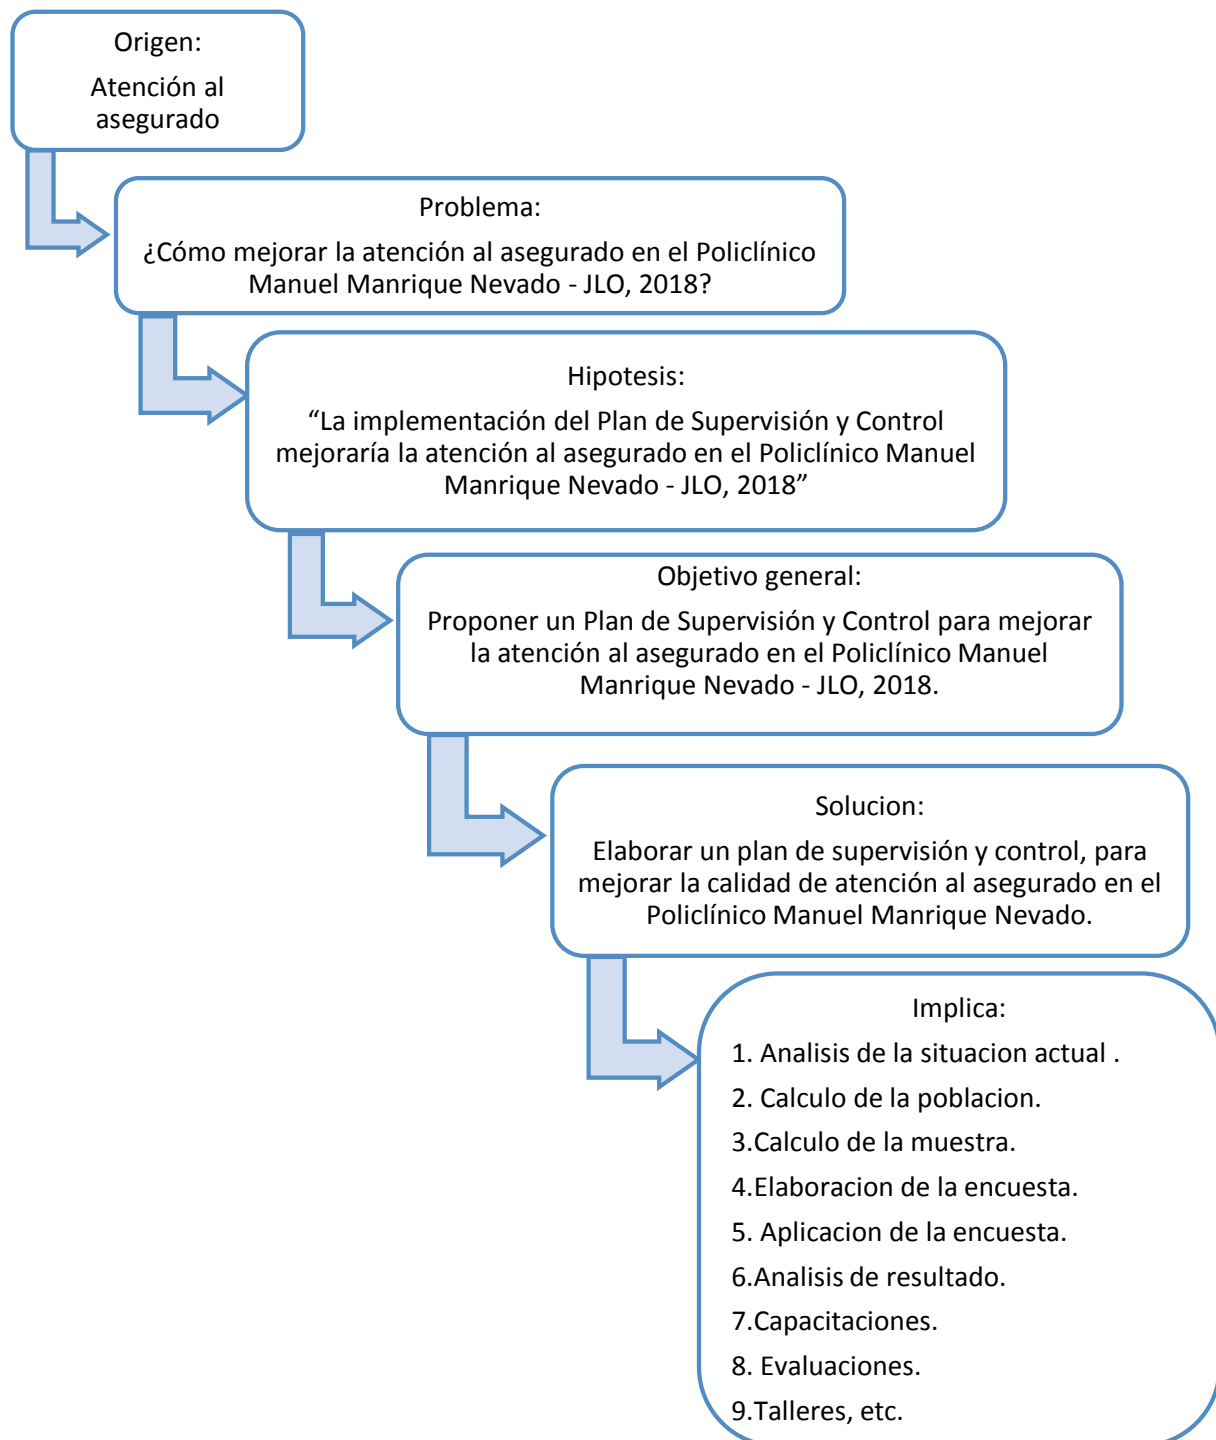 Origen:
Atención al
asegurado
Problema:
¿Cómo mejorar la atención al asegurado en el Policlínico
Manuel Manrique Nevado - JLO, 2018?
Hipotesis:
“La implementación del Plan de Supervisión y Control
mejoraría la atención al asegurado en el Policlínico Manuel
Manrique Nevado - JLO, 2018”
Objetivo general:
Proponer un Plan de Supervisión y Control para mejorar
la atención al asegurado en el Policlínico Manuel
Manrique Nevado - JLO, 2018.
Solucion:
Elaborar un plan de supervisión y control, para
mejorar la calidad de atención al asegurado en el
Policlínico Manuel Manrique Nevado.
Implica:
1. Analisis de la situacion actual .
2. Calculo de la poblacion.
3.Calculo de la muestra.
4.Elaboracion de la encuesta.
5. Aplicacion de la encuesta.
6.Analisis de resultado.
7.Capacitaciones.
8. Evaluaciones.
9.Talleres, etc.